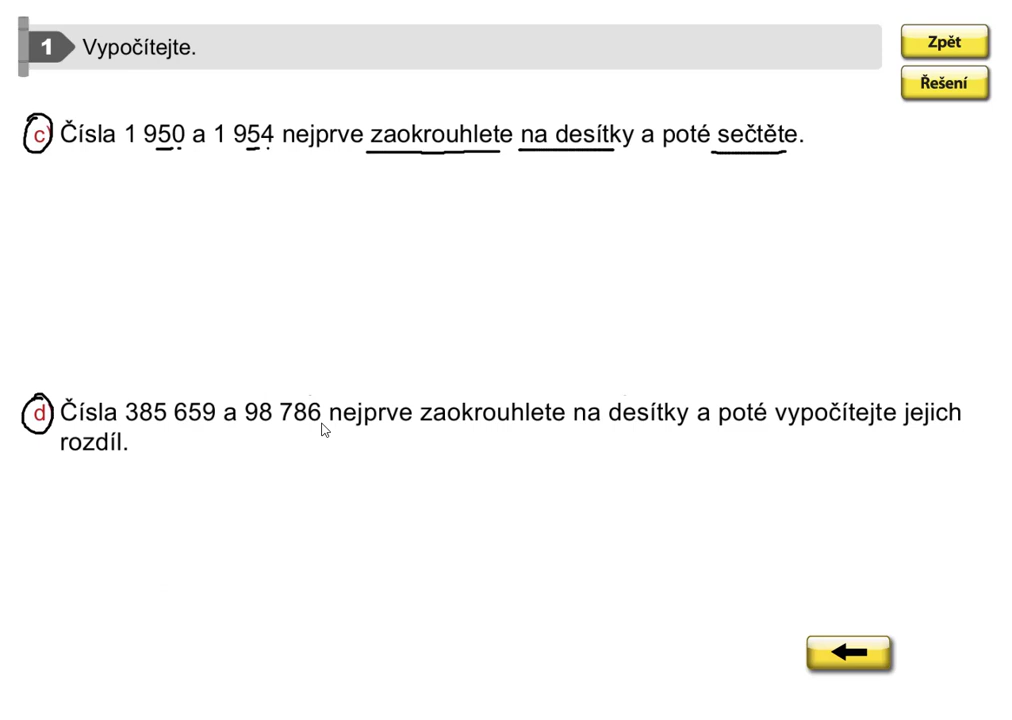 1 Vypočítejte.
Zpět
Řešení
c) Čísla 1 950 a 1 954 nejprve zaokrouhlete na desítky a poté sečtěte.
d) Čísla 385 659 a 98 786 nejprve zaokrouhlete na desítky a poté vypočítejte jejich
rozdíl.